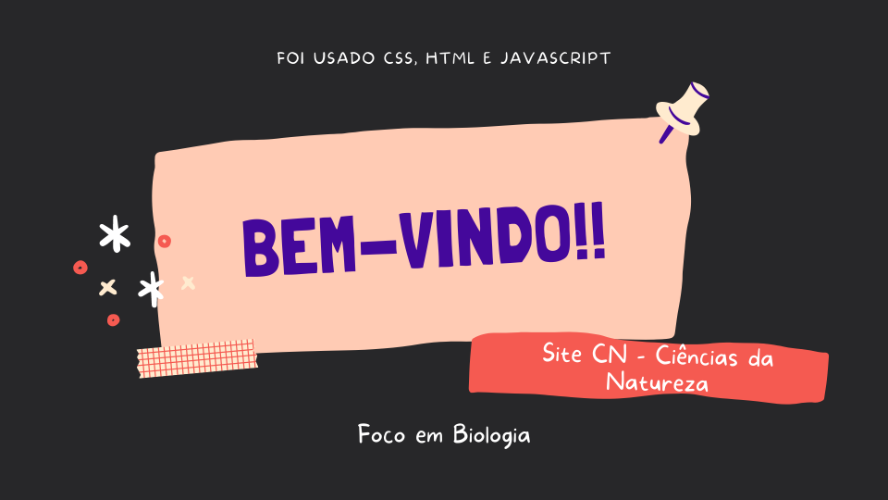 FOI USADO CSS, HTML E JAVASCRIPT
BEM-VINDO!!
Site CN - Ciências da
Natureza
Foco em Biologia